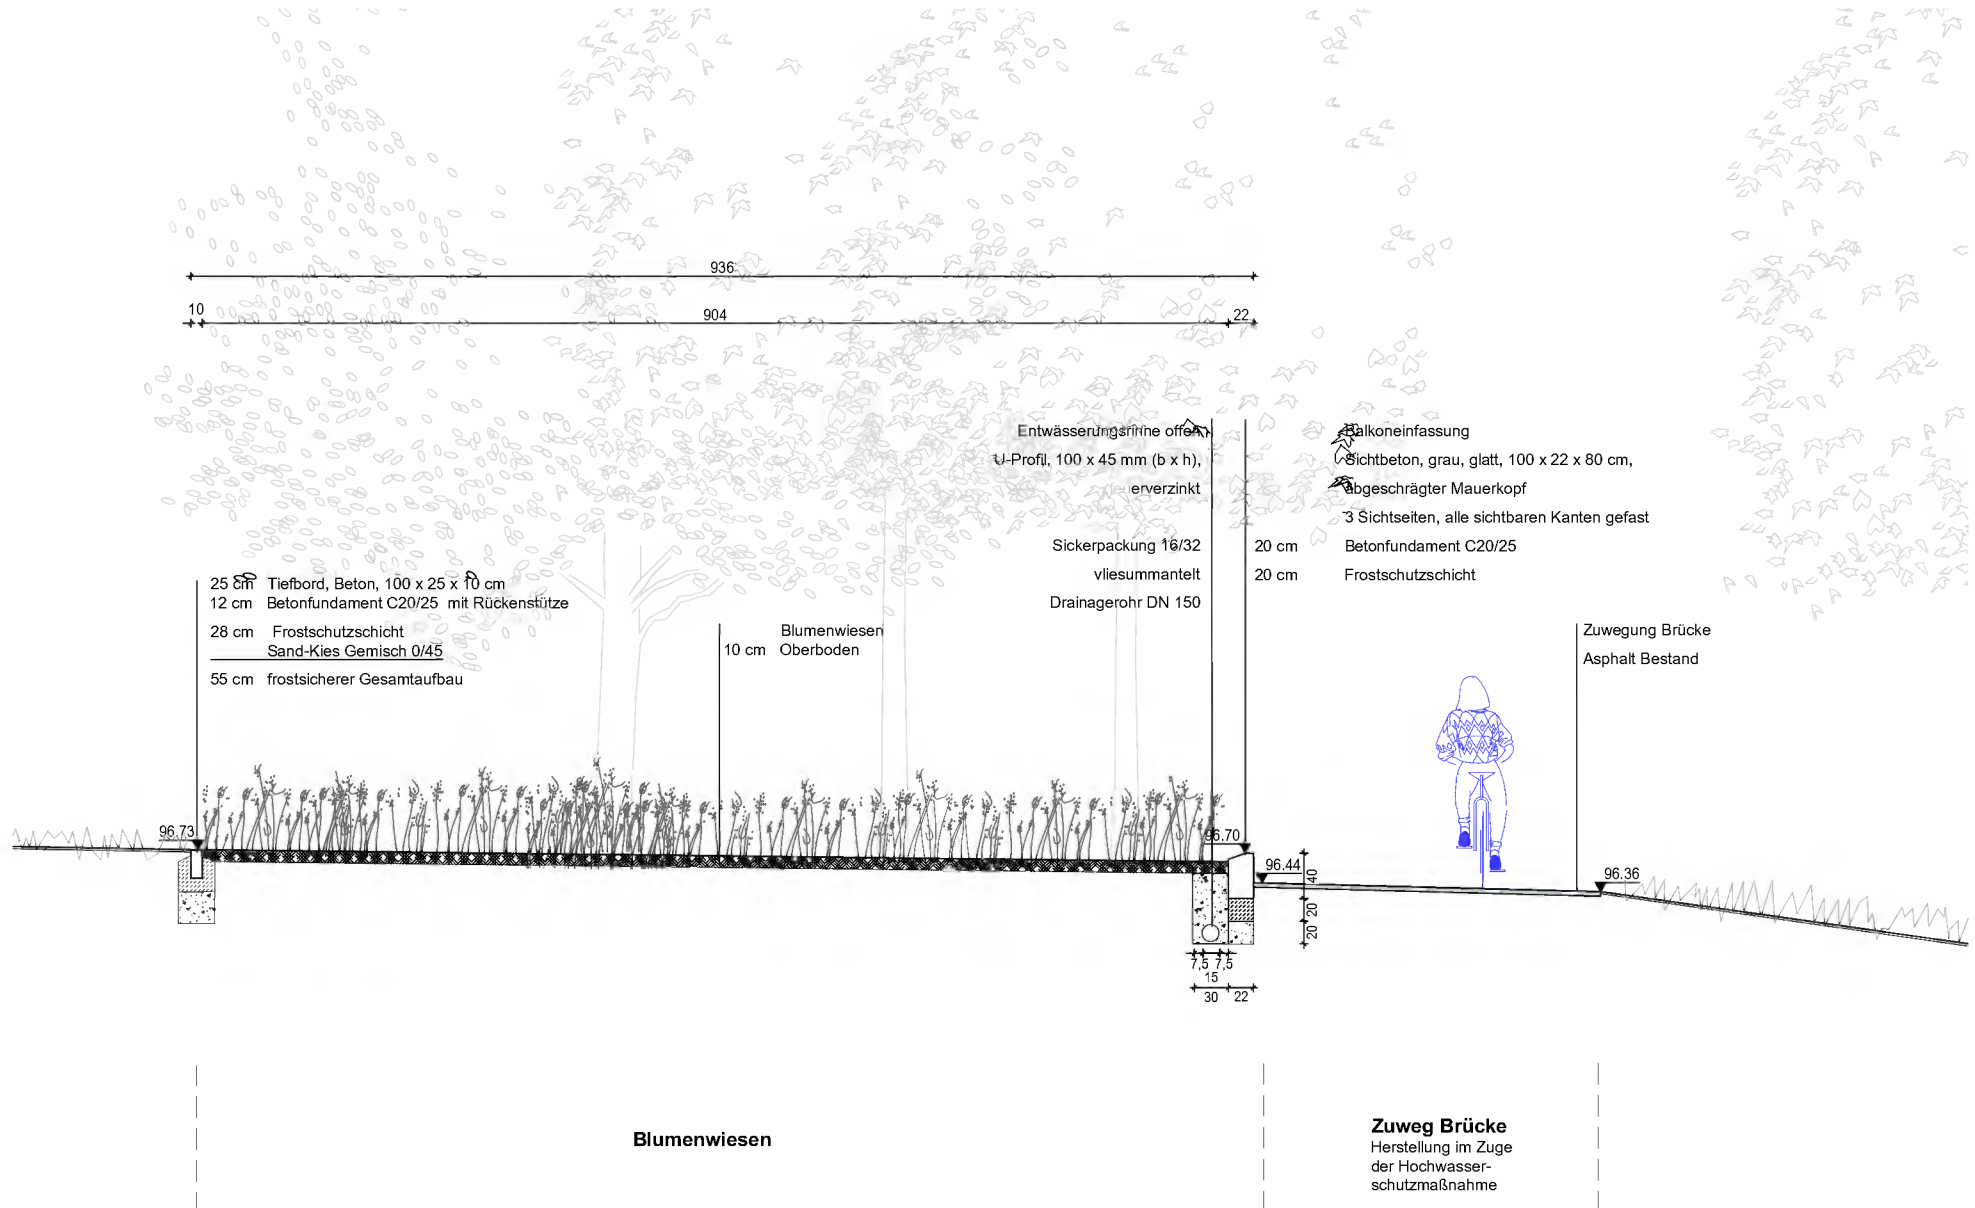 936
10
904
22
Entwässerungsrinne offen,
U-Profil, 100 x 45 mm (b x h),
feuerverzinkt
Sickerpackung 16/32
vliesummantelt
Drainagerohr DN 150
Balkoneinfassung
Sichtbeton, grau, glatt, 100 x 22 x 80 cm,
abgeschrägter Mauerkopf
3 Sichtseiten, alle sichtbaren Kanten gefast
20 cm Betonfundament C20/25
20 cm Frostschutzschicht
25 cm Tiefbord, Beton, 100 x 25 x 10 cm
12 cm Betonfundament C20/25 mit Rückenstütze
28 cm Frostschutzschicht
Sand-Kies Gemisch 0/45
55 cm frostsicherer Gesamtaufbau
Blumenwiesen
10 cm Oberboden
Zuwegung Brücke
Asphalt Bestand
96.73
96.70
96.44
96.36
40
20
20
7,5 7,5
15
30 22
Blumenwiesen
Zuweg Brücke
Herstellung im Zuge
der Hochwasser-
schutzmaßnahme